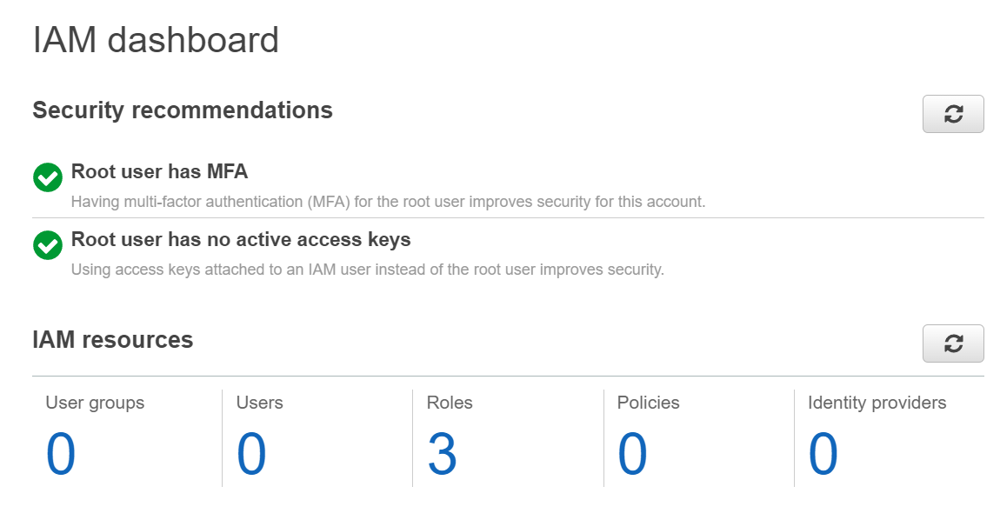 IAM dashboard
Security recommendations
Root user has MFA
Having multi-factor authentication (MFA) for the root user improves security for this account.
Root user has no active access keys
Using access keys attached to an IAM user instead of the root user improves security.
IAM resources
User groups Users Roles Policies Identity providers
0 0 3 0 0